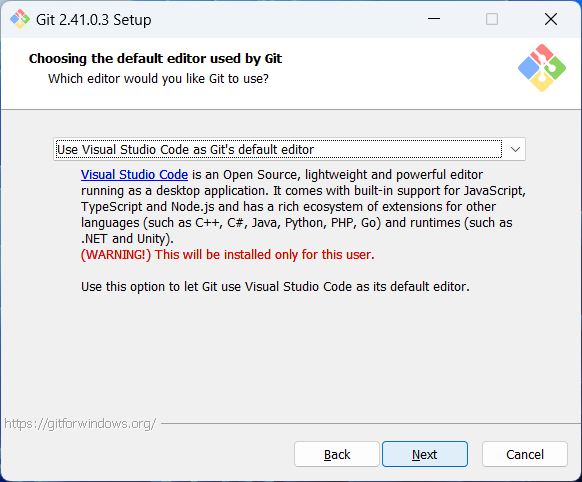 Git 2.41.0.3 Setup
Choosing the default editor used by Git
Which editor would you like Git to use?
Use Visual Studio Code as Git's default editor
Visual Studio Code is an Open Source, lightweight and powerful editor
running as a desktop application. It comes with built-in support for JavaScript,
TypeScript and Node.js and has a rich ecosystem of extensions for other
languages (such as C++, C#, Java, Python, PHP, Go) and runtimes (such as
.NET and Unity).
(WARNING!) This will be installed only for this user.
Use this option to let Git use Visual Studio Code as its default editor.
https://gitforwindows.org/
Back Next Cancel